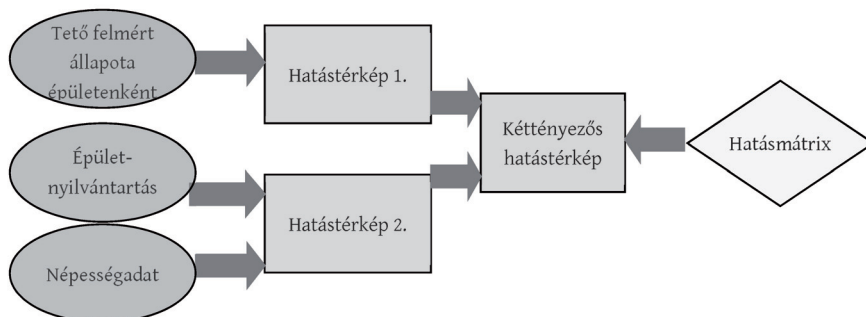 Tető felmért
állapota
épületenként
Hatástérkép 1.
Épület-
nyilvántartás
Hatástérkép 2.
Népességadat
Kéttényezős
hatástérkép
Hatásmátrix